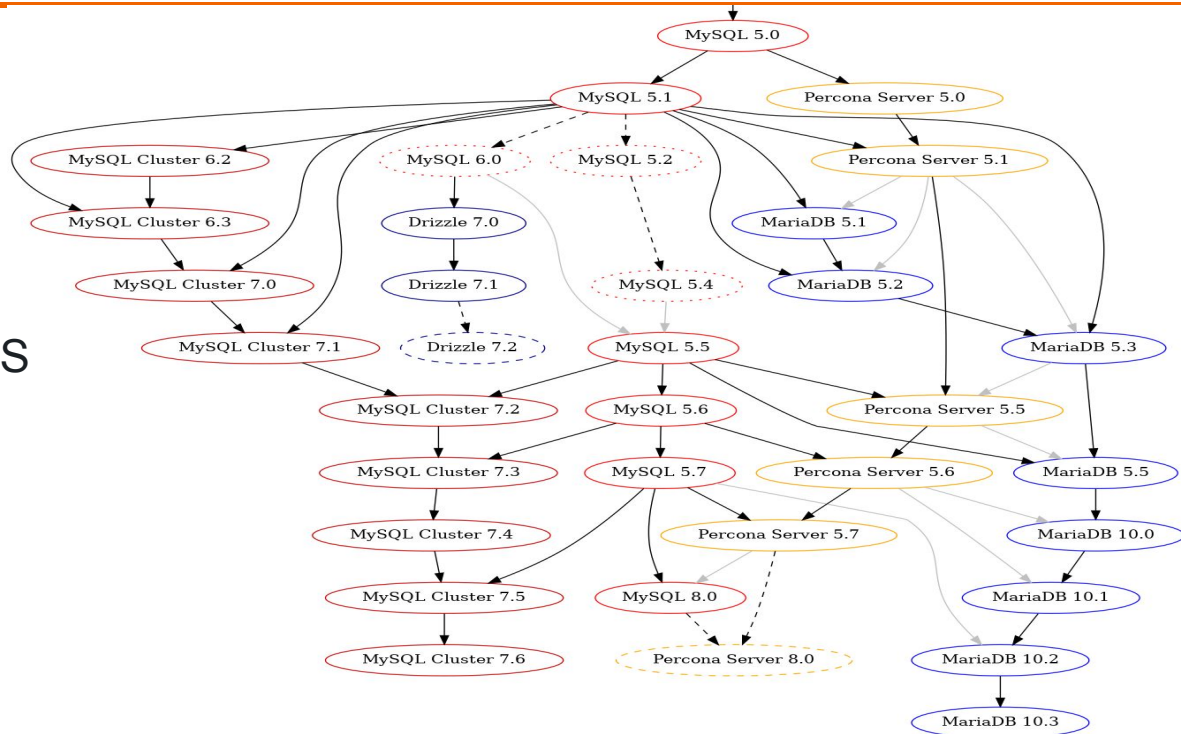 MySQL 5.0
MySQL 5.1
Percona Server 5.0
MySQL Cluster 6.2
MySQL 6.0
MySQL 5.2
Percona Server 5.1
MySQL Cluster 6.3
Drizzle 7.0
MariaDB 5.1
MySQL Cluster 7.0
Drizzle 7.1
MySQL 5.4
MariaDB 5.2
S
MySQL Cluster 7.1
Drizzle 7.2
MySQL 5.5
MariaDB 5.3
MySQL Cluster 7.2
MySQL 5.6
Percona Server 5.5
MySQL Cluster 7.3
MySQL 5.7
Percona Server 5.6
MariaDB 5.5
MySQL Cluster 7.4
Percona Server 5.7
MariaDB 10.0
MySQL Cluster 7.5
MySQL 8.0
MariaDB 10.1
MySQL Cluster 7.6
Percona Server 8.0
MariaDB 10.2
MariaDB 10.3